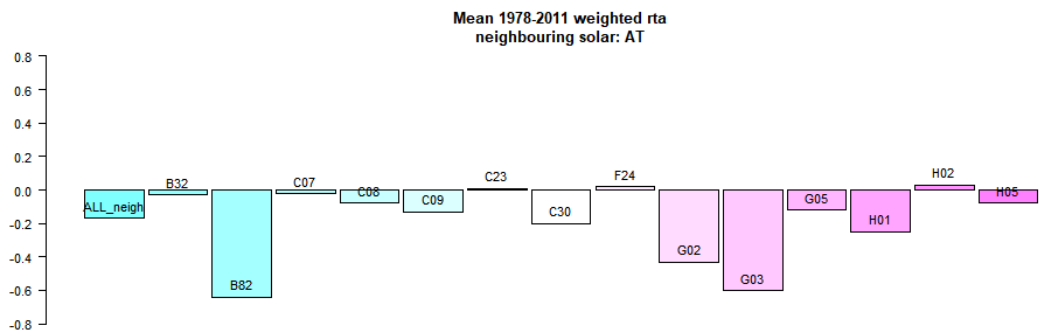 Mean 1978-2011 weighted rta
neighbouring solar: AT
0.8
0.6
0.4
0.2
0.0
-0.2
-0.4
-0.6
-0.8
ALL_neigh
B32
B82
C07
C08
C09
C23
C30
F24
G02
G03
G05
H01
H02
H05